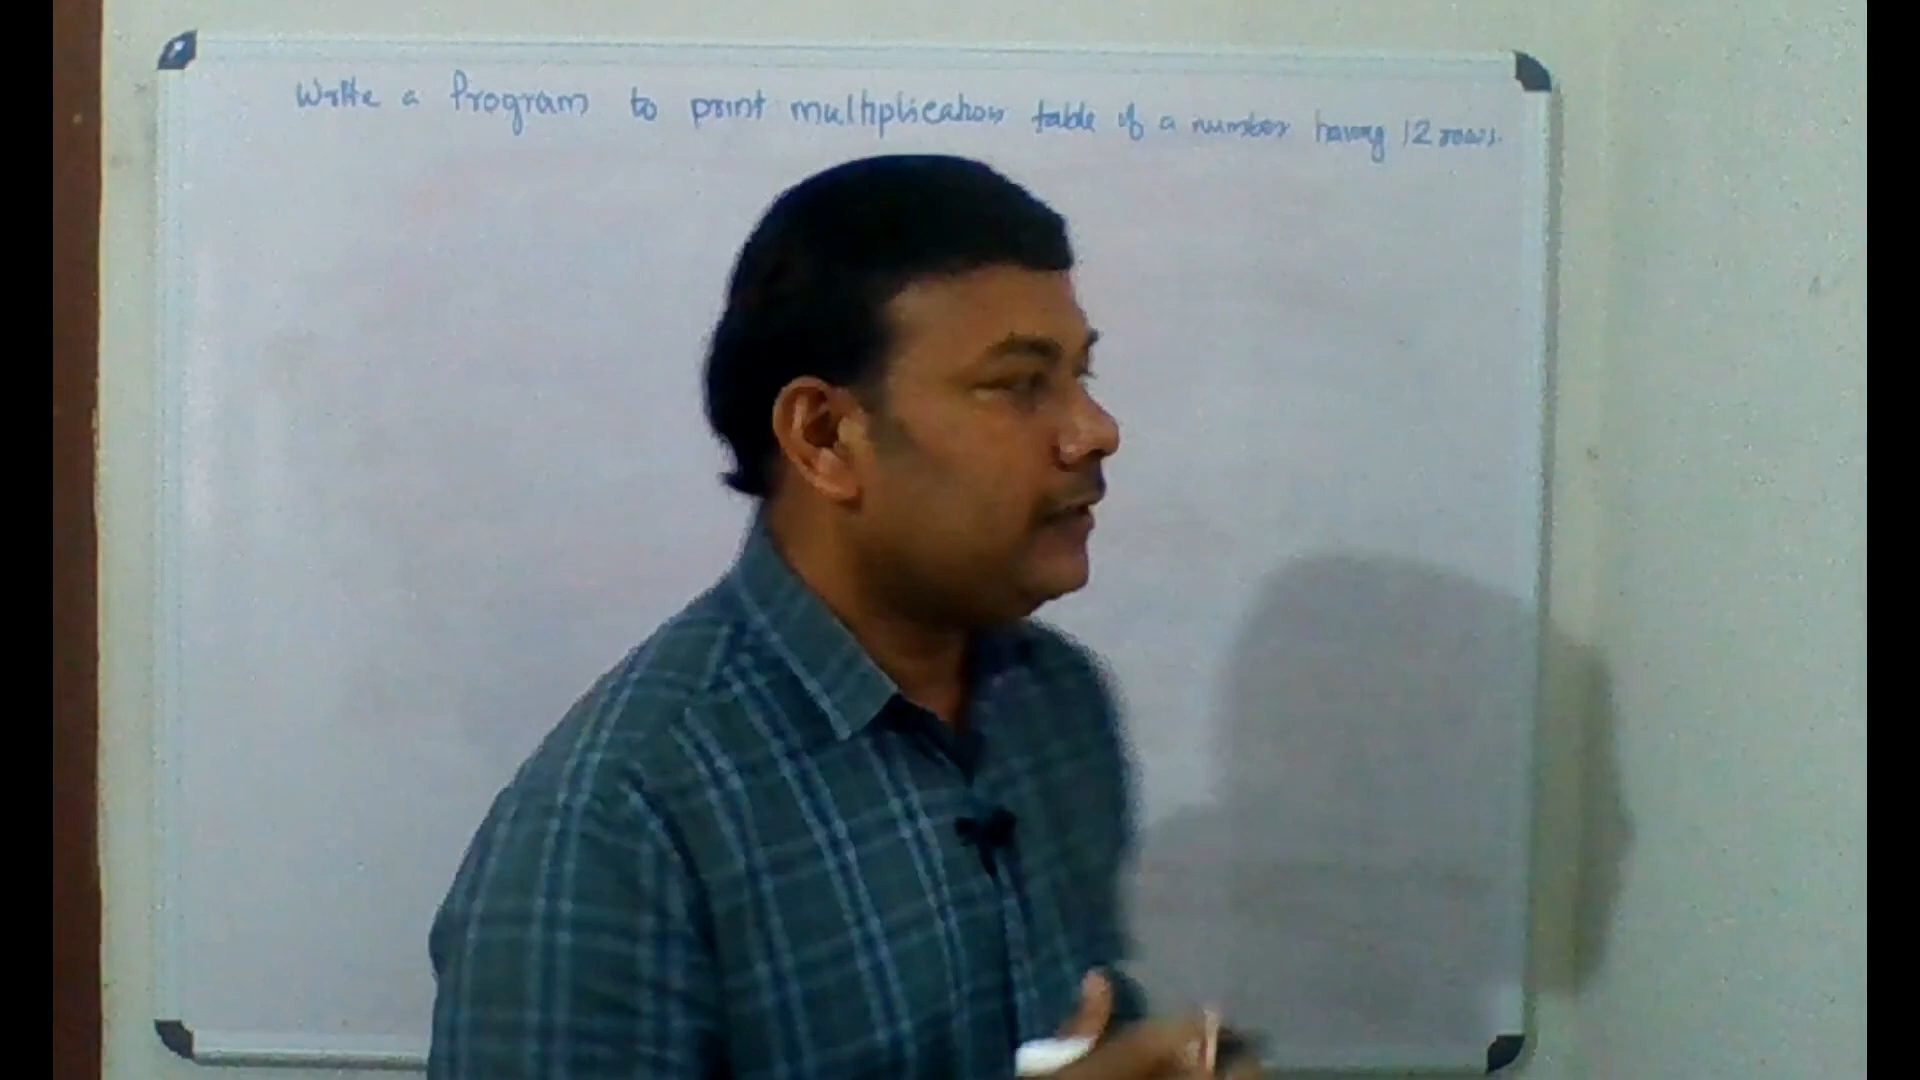 Write a Program to print multiplication table of a number having 12 rows.